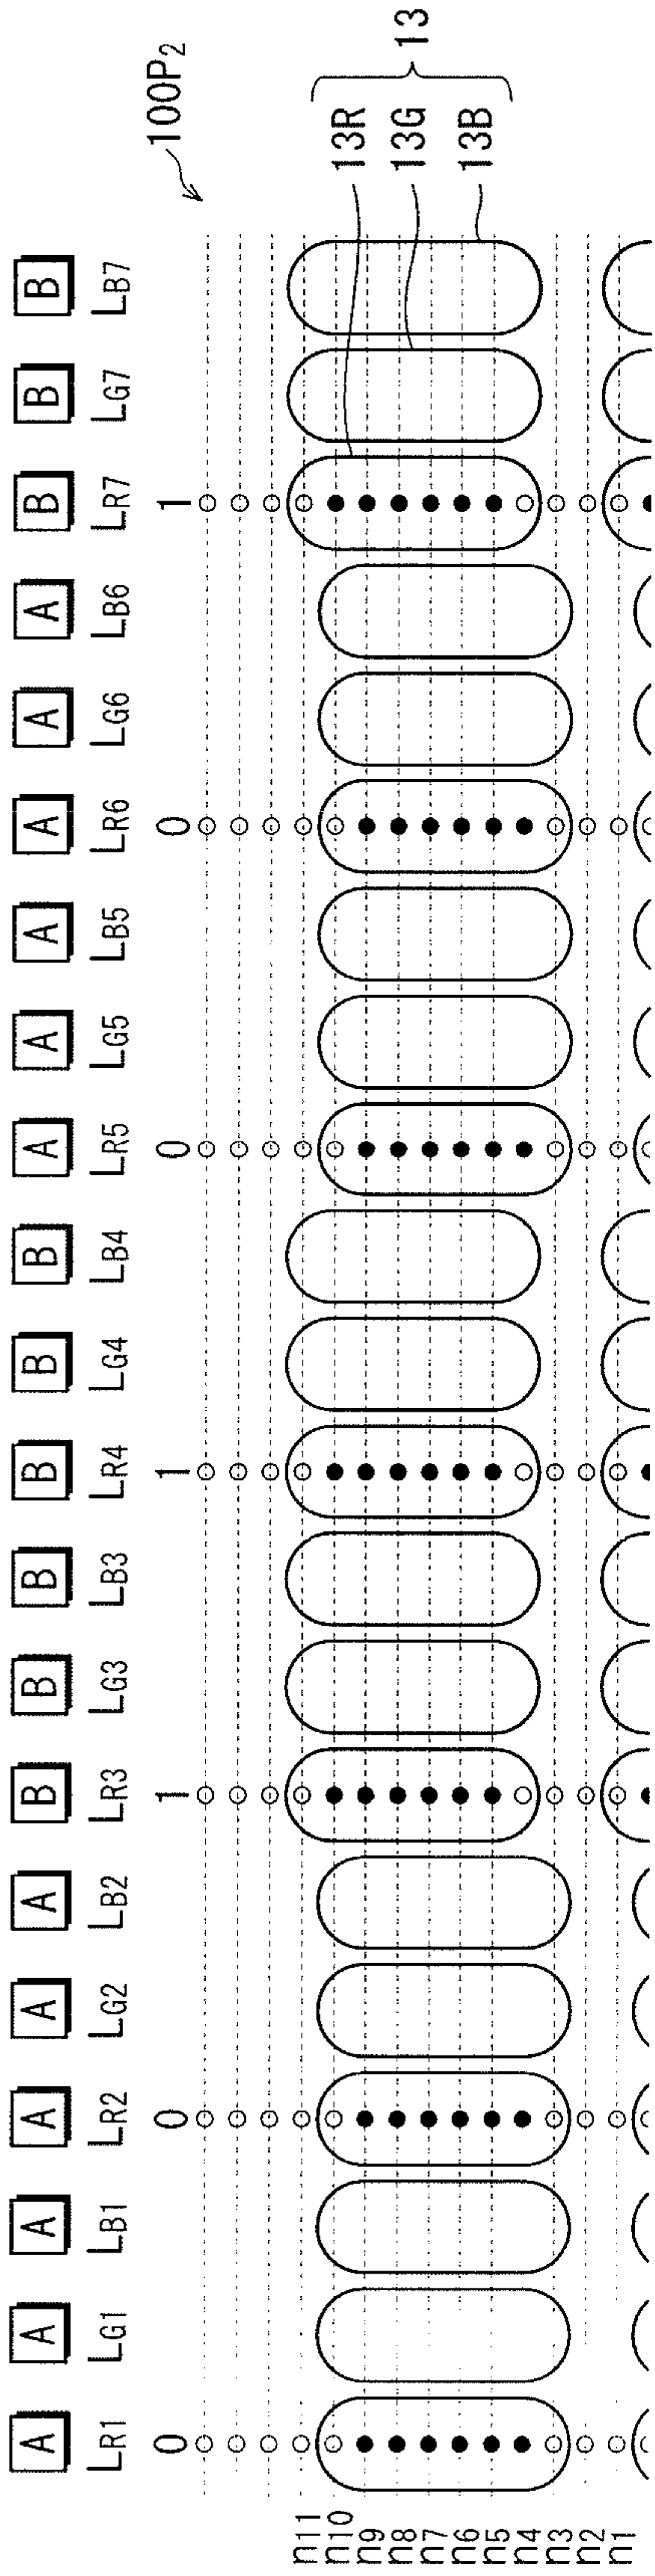 A A A A A A B B B B B B A A A A A A B B B
LR1 LG1 LB1 LR2 LG2 LB2 LR3 LG3 LB3 LR4 LG4 LB4 LR5 LG5 LB5 LR6 LG6 LB6 LR7 LG7 LB7
0 0 1 1 0 0 1
100P2
n11
n10
n9
n8
n7
n6
n5
n4
n3
n2
n1
13R
13G
13B
13